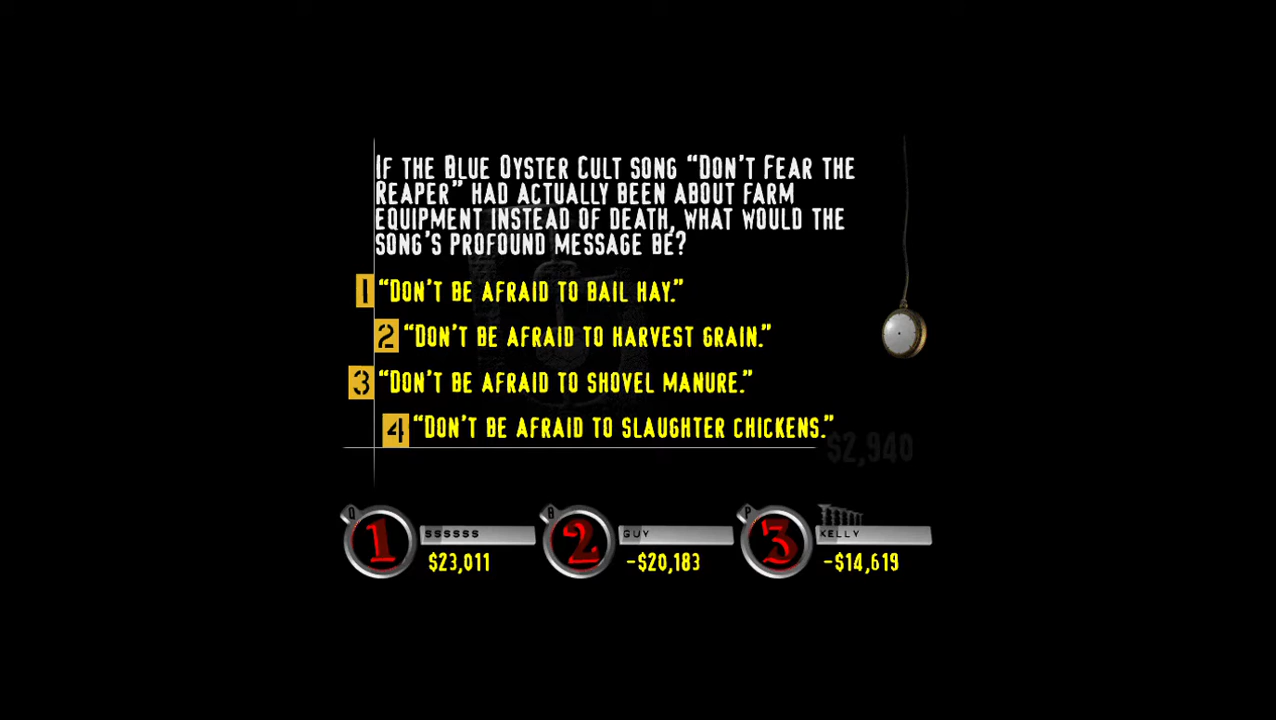 If the Blue Oyster Cult song “Don’t Fear the
Reaper” had actually been about farm
equipment instead of death, what would the
song’s profound message be?
1 “Don’t be afraid to bail hay.”
2 “Don’t be afraid to harvest grain.”
3 “Don’t be afraid to shovel manure.”
4 “Don’t be afraid to slaughter chickens.”
$2,940
Q 1 SSSSSS
$23,011
B 2 GUY
-$20,183
P 3 KELLY
-$14,619